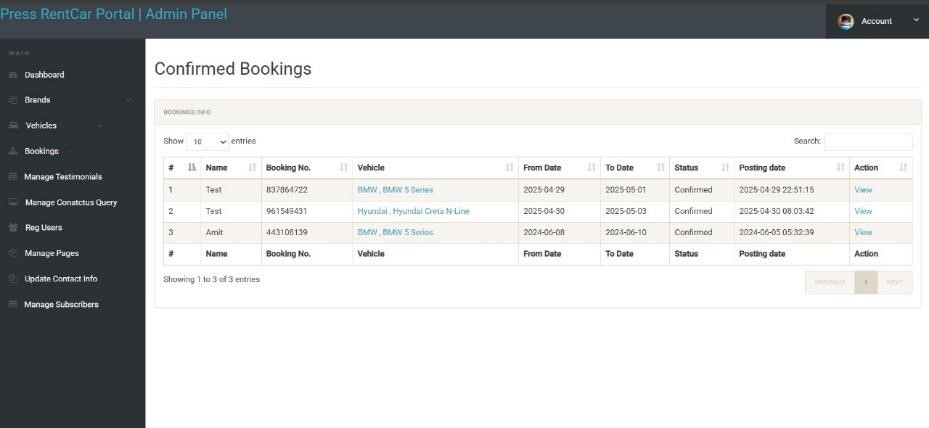 Press RentCar Portal | Admin Panel
Account
MAIN
Dashboard
Brands
Vehicles
Bookings
Manage Testimonials
Manage Conatctus Query
Reg Users
Manage Pages
Update Contact Info
Manage Subscribers
Confirmed Bookings
BOOKINGS INFO
Show 10 entries
Search:
# Name Booking No. Vehicle From Date To Date Status Posting date Action
1 Test 837864722 BMW , BMW 5 Series 2025-04-29 2025-05-01 Confirmed 2025-04-29 22:51:15 View
2 Test 961549431 Hyundai , Hyundai Creta N-Line 2025-04-30 2025-05-03 Confirmed 2025-04-30 08:03:42 View
3 Amit 443108139 BMW , BMW 5 Series 2024-06-08 2024-06-10 Confirmed 2024-06-05 05:32:39 View
# Name Booking No. Vehicle From Date To Date Status Posting date Action
Showing 1 to 3 of 3 entries
PREVIOUS 1 NEXT